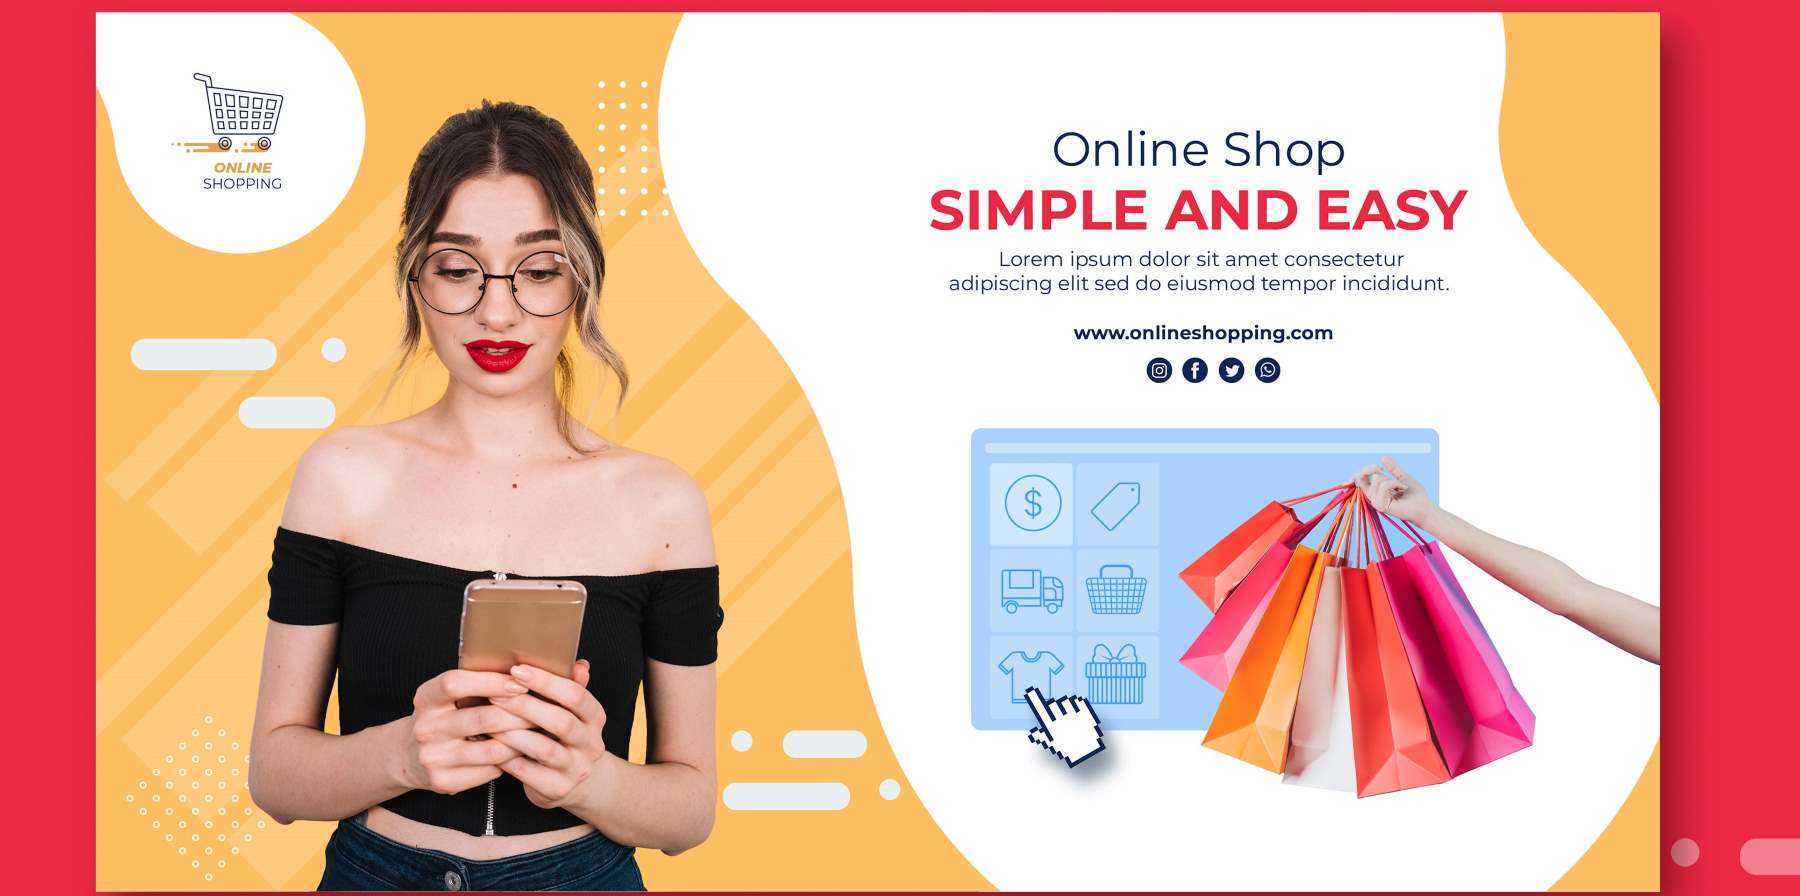 ONLINE
SHOPPING
Online Shop
SIMPLE AND EASY
Lorem ipsum dolor sit amet consectetur
adipiscing elit sed do eiusmod tempor incididunt.
www.onlineshopping.com
$